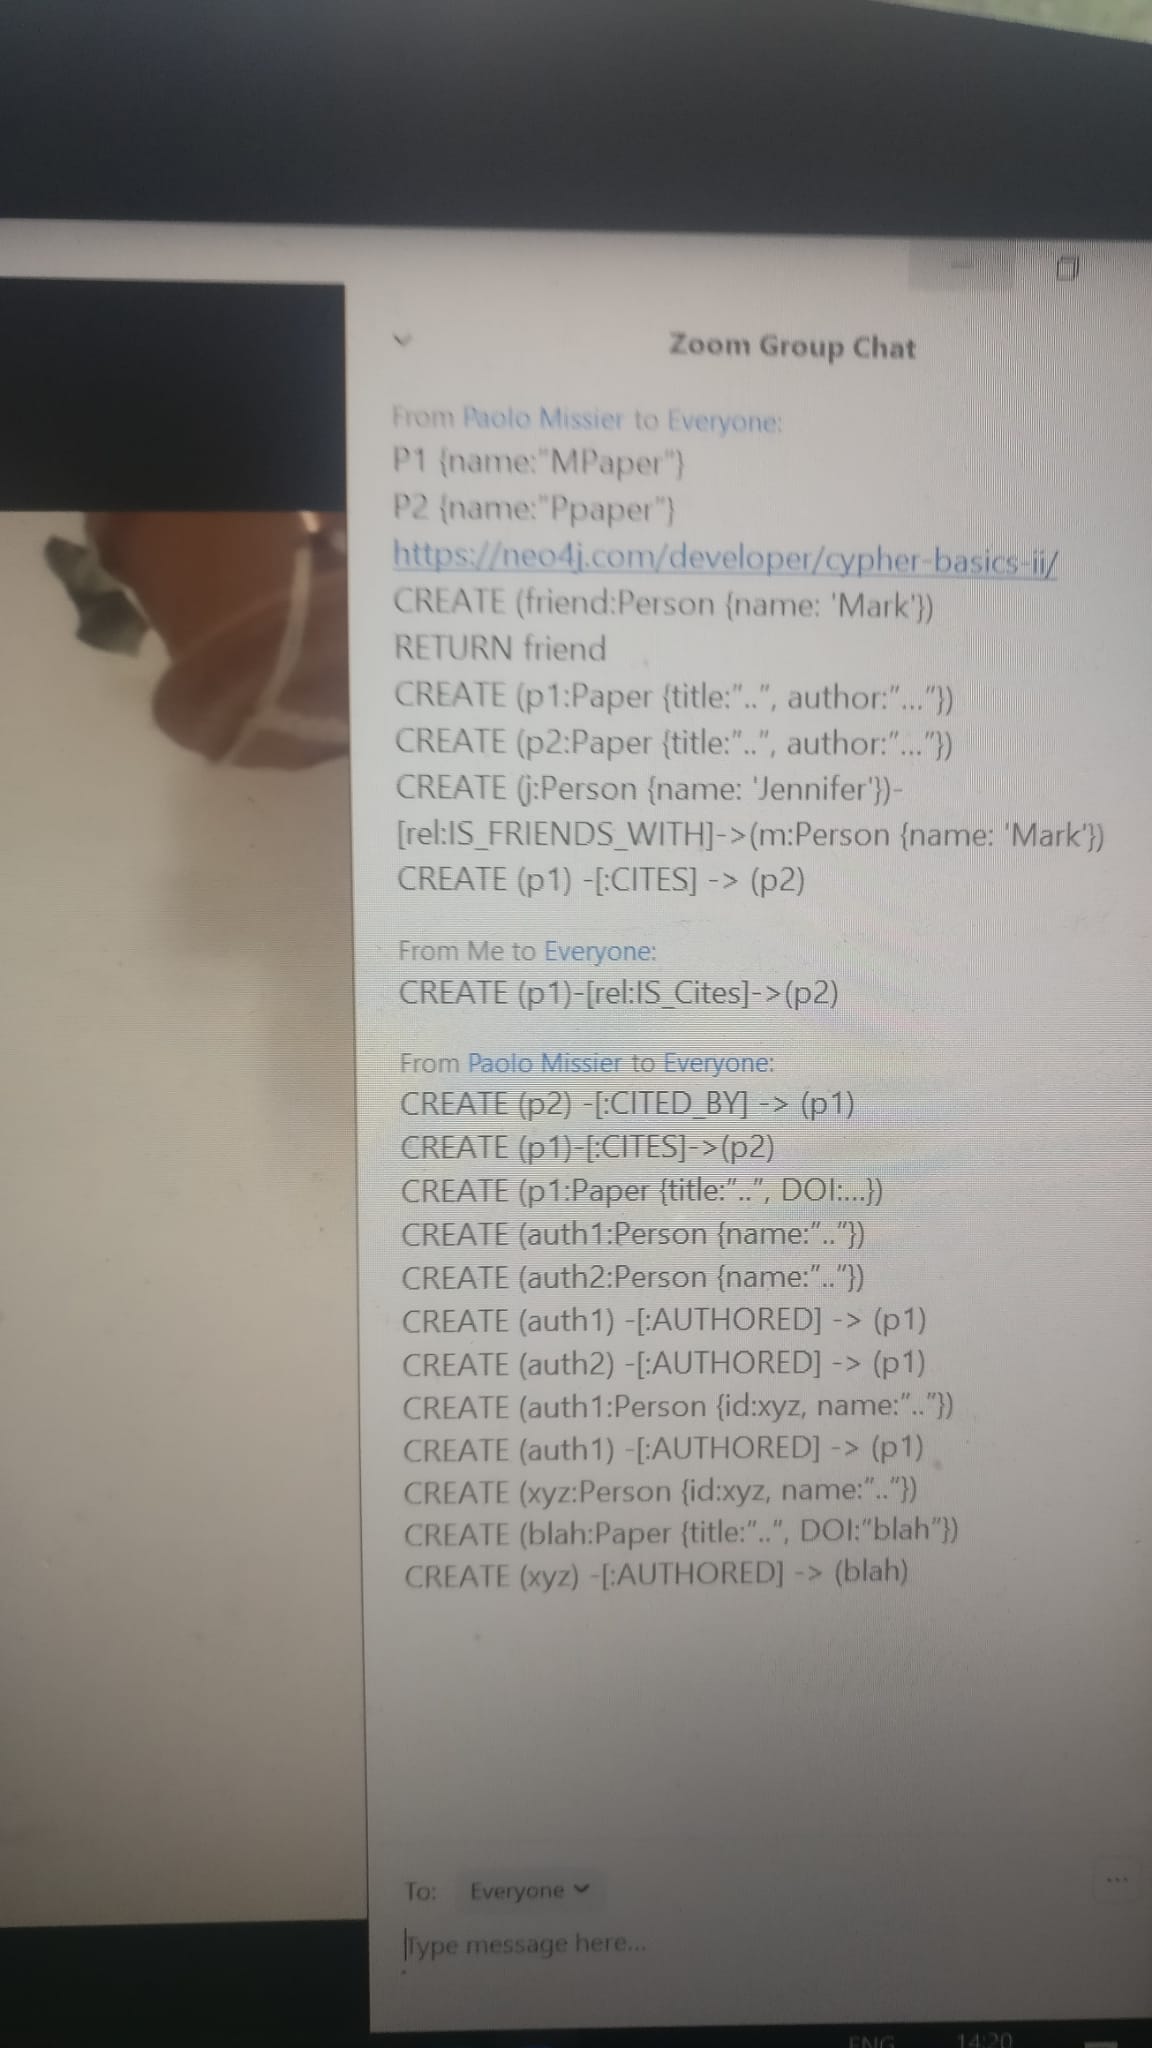 Zoom Group Chat
From Paolo Missier to Everyone:
P1 {name:"MPaper"}
P2 {name:"Ppaper"}
https://neo4j.com/developer/cypher-basics-ii/
CREATE (friend:Person {name: 'Mark'})
RETURN friend
CREATE (p1:Paper {title:"..", author:"..."})
CREATE (p2:Paper {title:"..", author:"..."})
CREATE (j:Person {name: 'Jennifer'})-
[rel:IS_FRIENDS_WITH]->(m:Person {name: 'Mark'})
CREATE (p1) -[:CITES] -> (p2)
From Me to Everyone:
CREATE (p1)-[rel:IS_Cites]->(p2)
From Paolo Missier to Everyone:
CREATE (p2) -[:CITED_BY] -> (p1)
CREATE (p1)-[:CITES]->(p2)
CREATE (p1:Paper {title:"..", DOI:...})
CREATE (auth1:Person {name:".."})
CREATE (auth2:Person {name:".."})
CREATE (auth1) -[:AUTHORED] -> (p1)
CREATE (auth2) -[:AUTHORED] -> (p1)
CREATE (auth1:Person {id:xyz, name:".."})
CREATE (auth1) -[:AUTHORED] -> (p1)
CREATE (xyz:Person {id:xyz, name:".."})
CREATE (blah:Paper {title:"..", DOI:"blah"})
CREATE (xyz) -[:AUTHORED] -> (blah)
To: Everyone
Type message here...
ENG 14:20